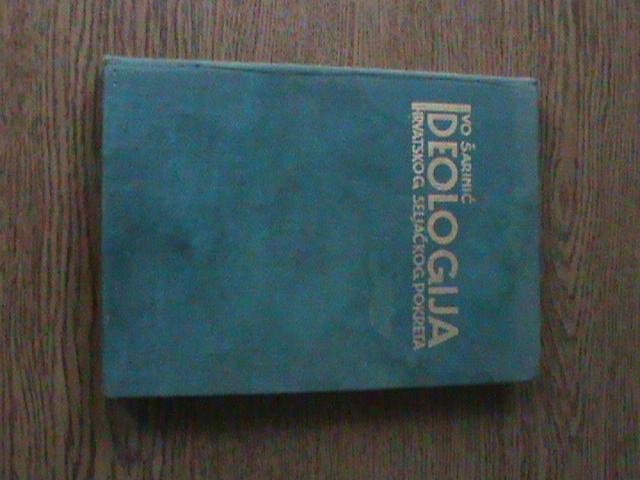 IVO ŠARINIĆ
IDEOLOGIJA
HRVATSKOG SELJAČKOG POKRETA